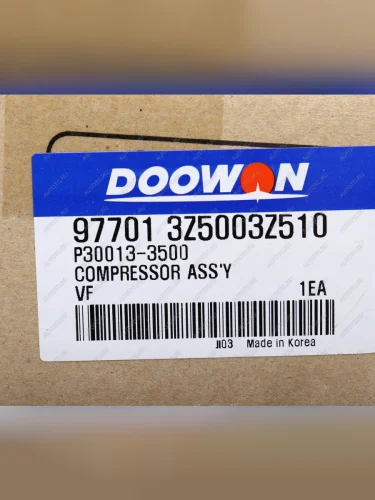 DOOWON
97701 3Z5003Z510
P30013-3500
COMPRESSOR ASS'Y
VF 1EA
JI03 Made in Korea